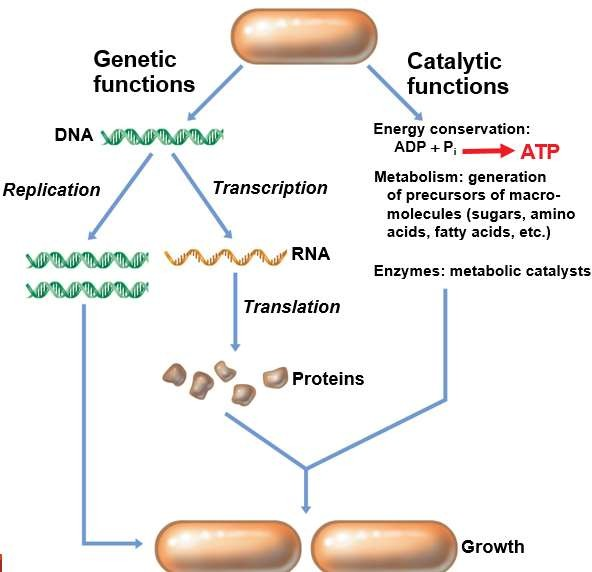 Genetic
functions
Catalytic
functions
DNA
Energy conservation:
ADP + Pi
ATP
Replication
Transcription
Metabolism: generation
of precursors of macro-
molecules (sugars, amino
acids, fatty acids, etc.)
RNA
Enzymes: metabolic catalysts
Translation
Proteins
Growth